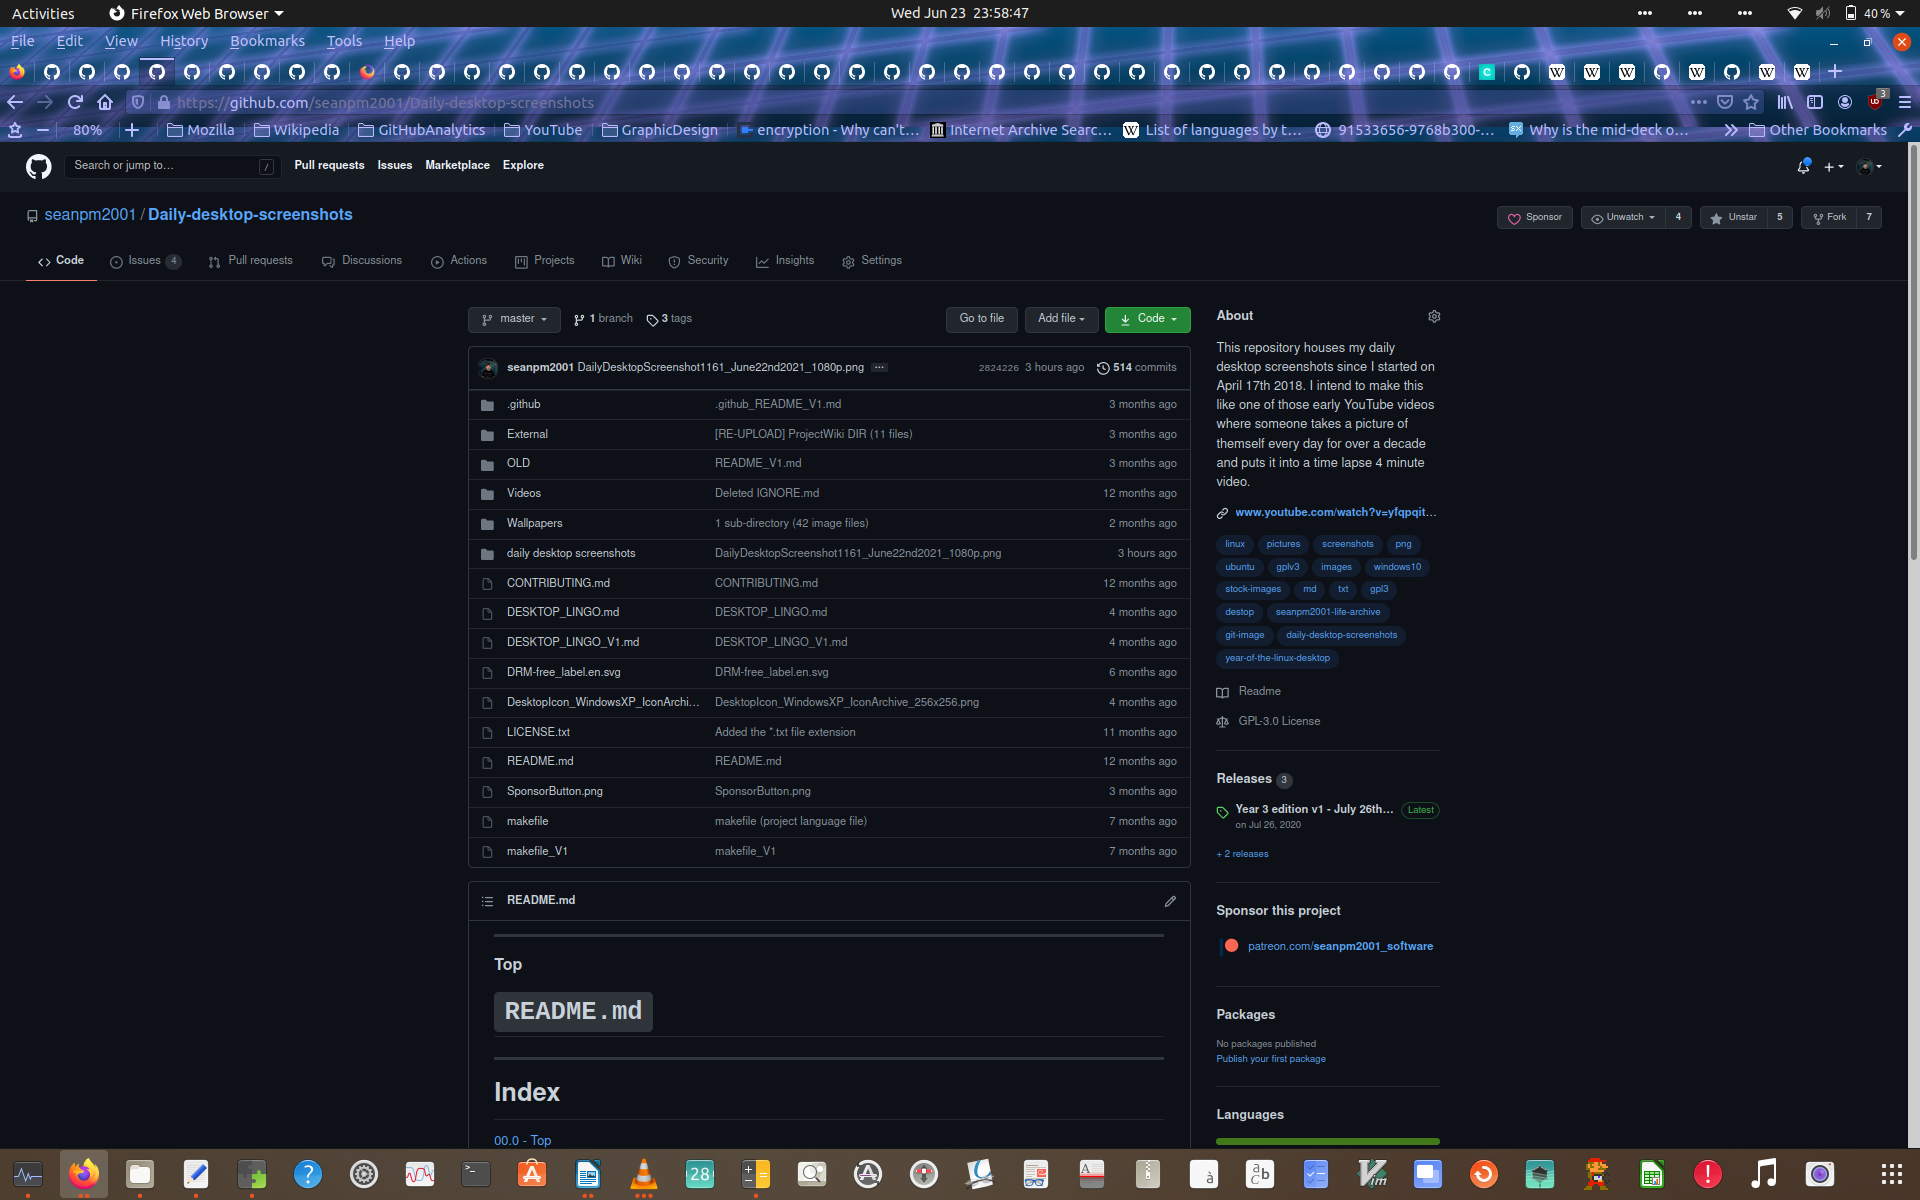 Activities
Firefox Web Browser
Wed Jun 23 23:58:47
40 %
File Edit View History Bookmarks Tools Help
https://github.com/seanpm2001/Daily-desktop-screenshots
3
80%
Mozilla
Wikipedia
GitHubAnalytics
YouTube
GraphicDesign
encryption - Why can't…
Internet Archive Searc…
List of languages by t…
91533656-9768b300-…
Why is the mid-deck o…
Other Bookmarks
Search or jump to… /
Pull requests Issues Marketplace Explore
seanpm2001 / Daily-desktop-screenshots
Sponsor
Unwatch 4
Unstar 5
Fork 7
Code
Issues 4
Pull requests
Discussions
Actions
Projects
Wiki
Security
Insights
Settings
master
1 branch
3 tags
Go to file
Add file
Code
seanpm2001 DailyDesktopScreenshot1161_June22nd2021_1080p.png ... 2824226 3 hours ago 514 commits
.github .github_README_V1.md 3 months ago
External [RE-UPLOAD] ProjectWiki DIR (11 files) 3 months ago
OLD README_V1.md 3 months ago
Videos Deleted IGNORE.md 12 months ago
Wallpapers 1 sub-directory (42 image files) 2 months ago
daily desktop screenshots DailyDesktopScreenshot1161_June22nd2021_1080p.png 3 hours ago
CONTRIBUTING.md CONTRIBUTING.md 12 months ago
DESKTOP_LINGO.md DESKTOP_LINGO.md 4 months ago
DESKTOP_LINGO_V1.md DESKTOP_LINGO_V1.md 4 months ago
DRM-free_label.en.svg DRM-free_label.en.svg 6 months ago
DesktopIcon_WindowsXP_IconArchi… DesktopIcon_WindowsXP_IconArchive_256x256.png 4 months ago
LICENSE.txt Added the *.txt file extension 11 months ago
README.md README.md 12 months ago
SponsorButton.png SponsorButton.png 3 months ago
makefile makefile (project language file) 7 months ago
makefile_V1 makefile_V1 7 months ago
README.md
Top
README.md
Index
00.0 - Top
About
This repository houses my daily
desktop screenshots since I started on
April 17th 2018. I intend to make this
like one of those early YouTube videos
where someone takes a picture of
themself every day for over a decade
and puts it into a time lapse 4 minute
video.
www.youtube.com/watch?v=yfqpqit…
linux pictures screenshots png
ubuntu gplv3 images windows10
stock-images md txt gpl3
destop seanpm2001-life-archive
git-image daily-desktop-screenshots
year-of-the-linux-desktop
Readme
GPL-3.0 License
Releases 3
Year 3 edition v1 - July 26th… Latest
on Jul 26, 2020
+ 2 releases
Sponsor this project
patreon.com/seanpm2001_software
Packages
No packages published
Publish your first package
Languages
28